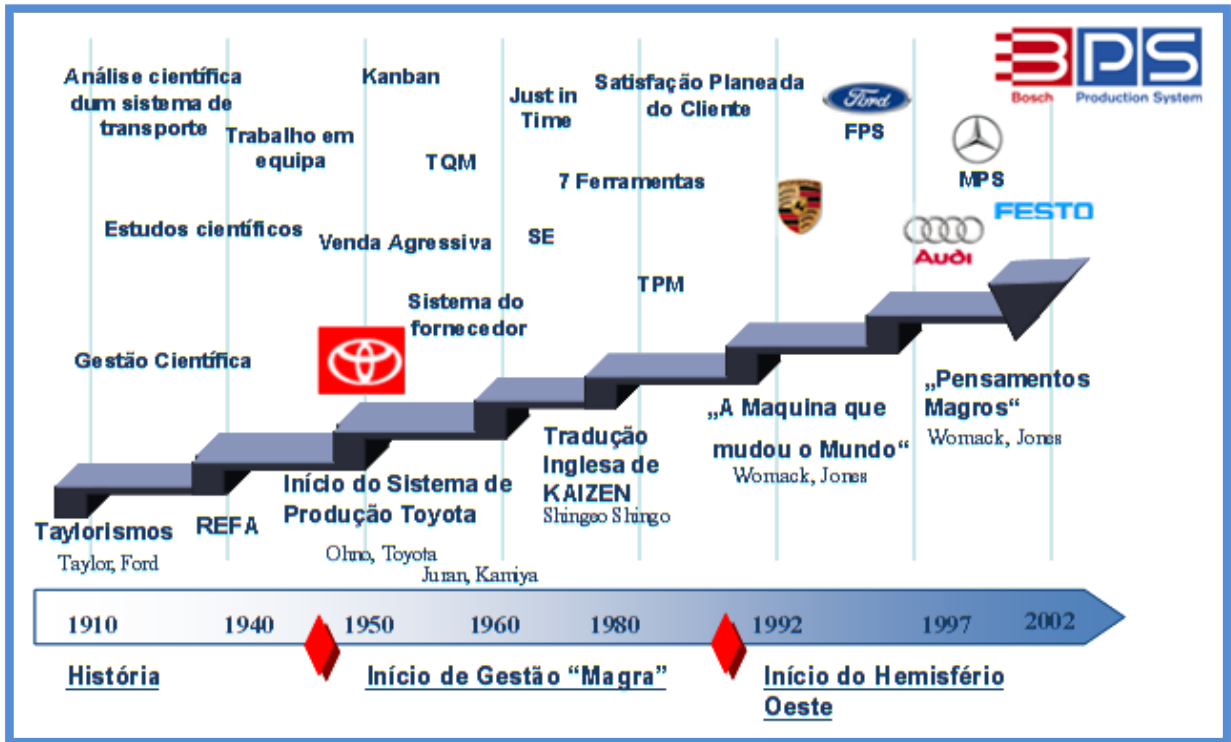 Análise científica
dum sistema de
transporte
Trabalho em
equipa
Kanban
Just in
Time
Satisfação Planeada
do Cliente
Ford
FPS
BPS
Bosch Production System
TQM
7 Ferramentas
MPS
Estudos científicos
Venda Agressiva
SE
FESTO
Audi
TPM
Sistema do
fornecedor
Gestão Científica
„Pensamentos
Magros“
Womack, Jones
„A Maquina que
mudou o Mundo“
Womack, Jones
Tradução
Inglesa de
KAIZEN
Shingeo Shingo
Início do Sistema de
Produção Toyota
Ohno, Toyota
Juran, Kamiya
REFA
Taylorismos
Taylor, Ford
1910 1940 1950 1960 1980 1992 1997 2002
História
Início de Gestão “Magra”
Início do Hemisfério
Oeste